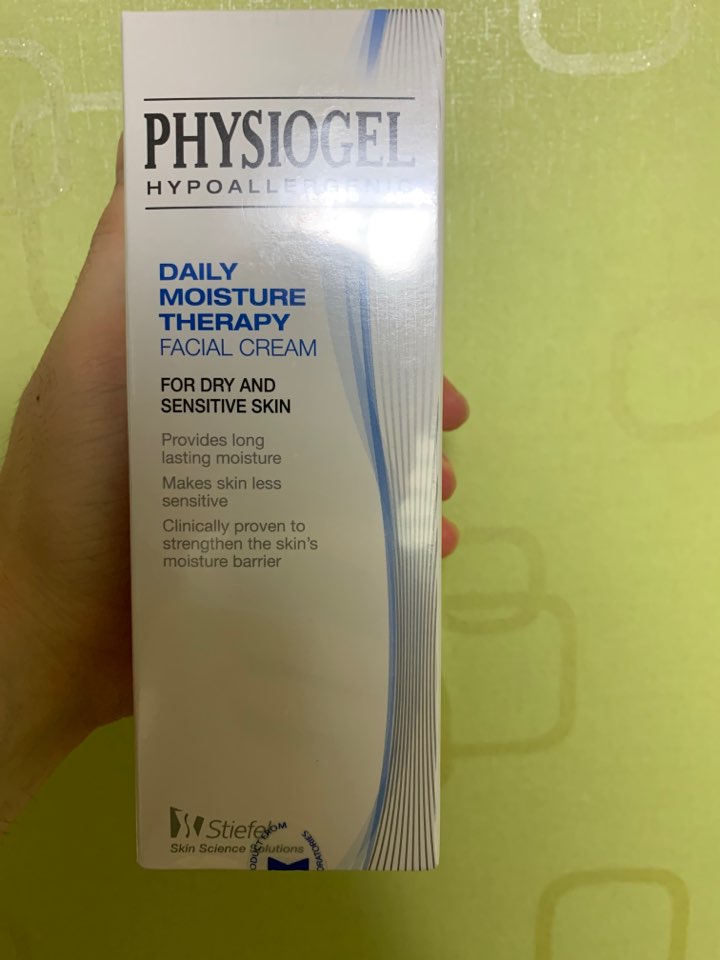 PHYSIOGEL
HYPOALLERGENIC
DAILY
MOISTURE
THERAPY
FACIAL CREAM
FOR DRY AND
SENSITIVE SKIN
Provides long
lasting moisture
Makes skin less
sensitive
Clinically proven to
strengthen the skin's
moisture barrier
Stiefel
Skin Science Solutions
FROM